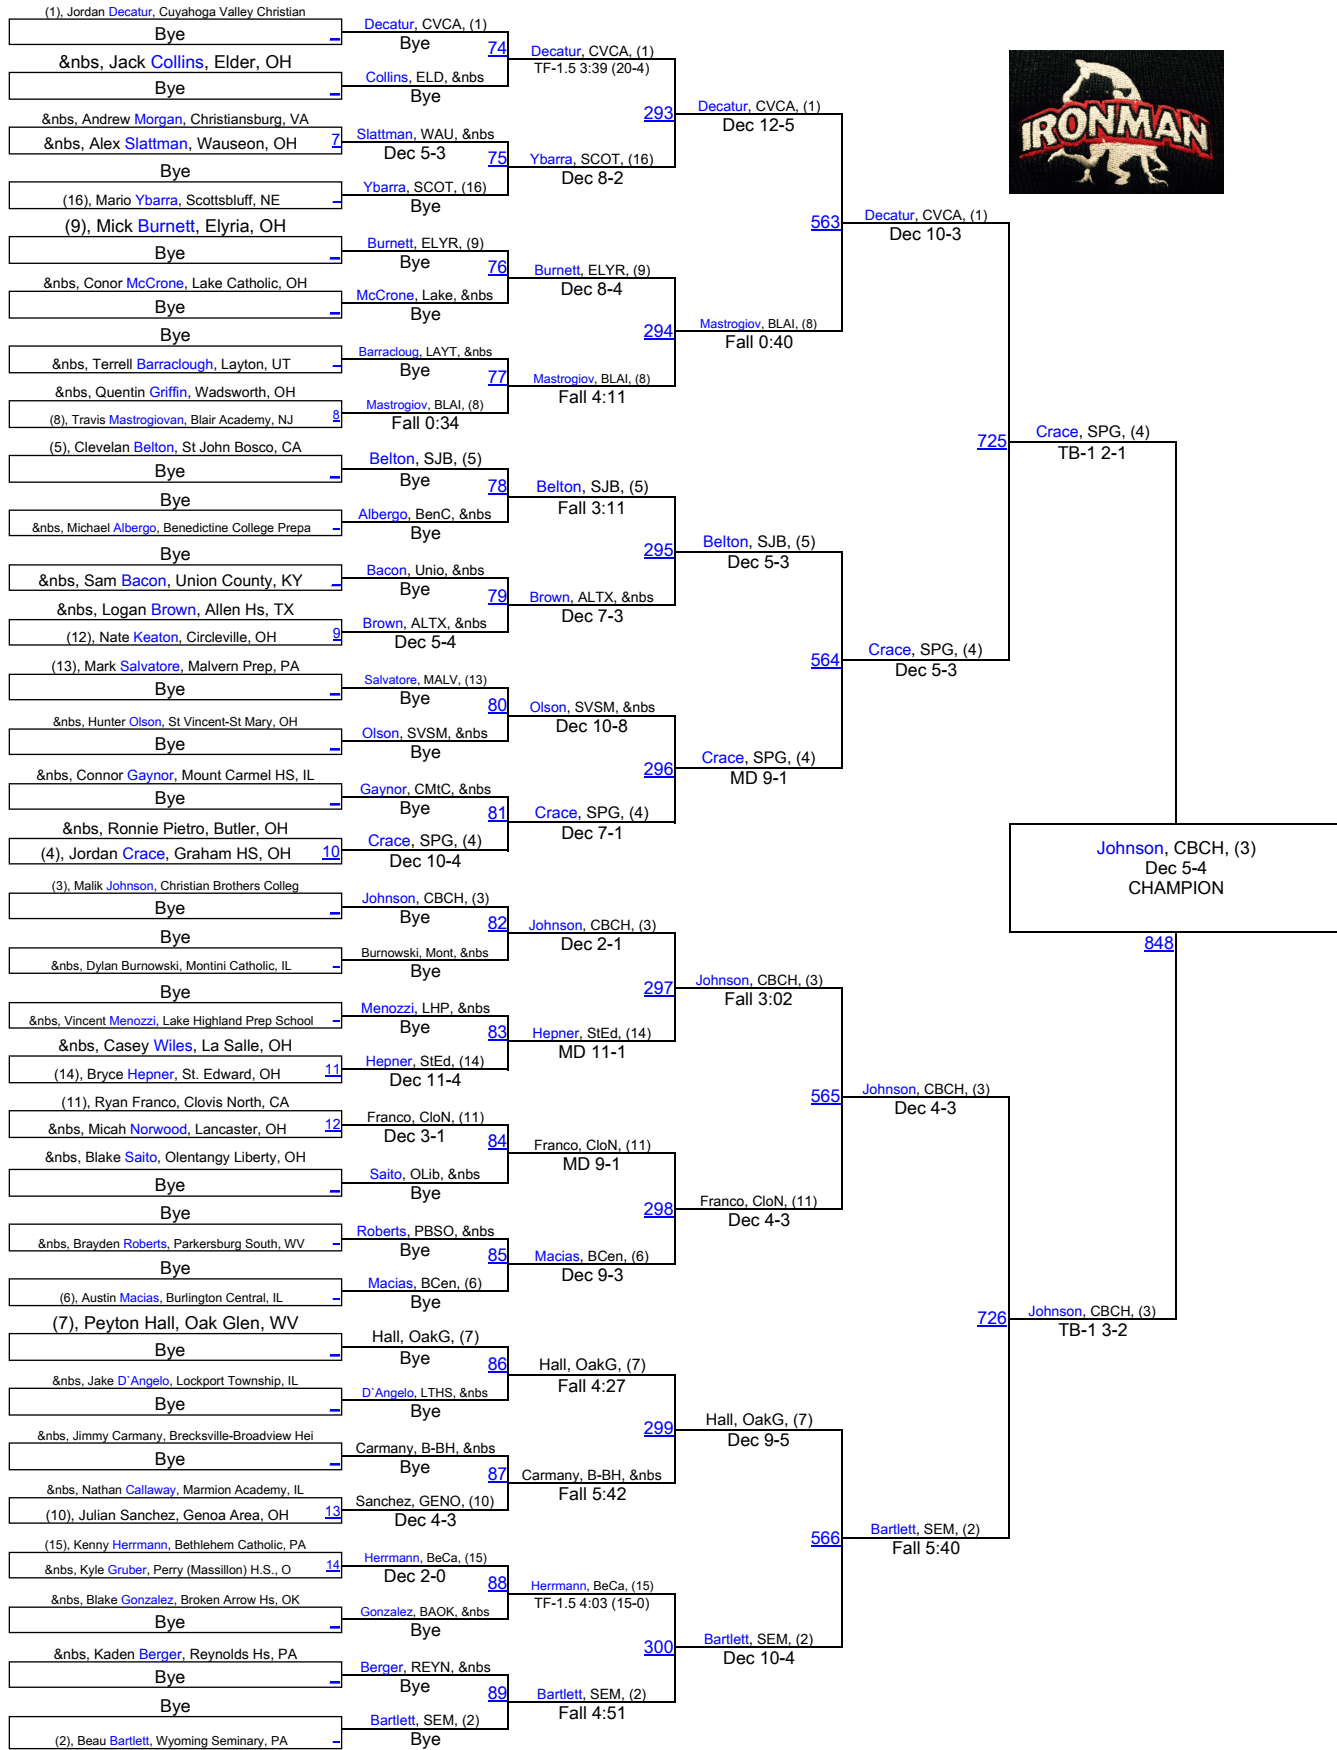 (1), Jordan Decatur, Cuyahoga Valley Christian
Bye
&nbs, Jack Collins, Elder, OH
Bye
&nbs, Andrew Morgan, Christiansburg, VA
&nbs, Alex Slattman, Wauseon, OH 7
Bye
(16), Mario Ybarra, Scottsbluff, NE
(9), Mick Burnett, Elyria, OH
Bye
&nbs, Conor McCrone, Lake Catholic, OH
Bye
Bye
&nbs, Terrell Barraclough, Layton, UT
&nbs, Quentin Griffin, Wadsworth, OH
(8), Travis Mastrogiovan, Blair Academy, NJ 8
(5), Clevelan Belton, St John Bosco, CA
Bye
Bye
&nbs, Michael Albergo, Benedictine College Prepa
Bye
&nbs, Sam Bacon, Union County, KY
&nbs, Logan Brown, Allen Hs, TX
(12), Nate Keaton, Circleville, OH 9
(13), Mark Salvatore, Malvern Prep, PA
Bye
&nbs, Hunter Olson, St Vincent-St Mary, OH
Bye
&nbs, Connor Gaynor, Mount Carmel HS, IL
Bye
&nbs, Ronnie Pietro, Butler, OH
(4), Jordan Crace, Graham HS, OH 10
(3), Malik Johnson, Christian Brothers Colleg
Bye
Bye
&nbs, Dylan Burnowski, Montini Catholic, IL
Bye
&nbs, Vincent Menozzi, Lake Highland Prep School
&nbs, Casey Wiles, La Salle, OH
(14), Bryce Hepner, St. Edward, OH 11
(11), Ryan Franco, Clovis North, CA
&nbs, Micah Norwood, Lancaster, OH 12
&nbs, Blake Saito, Olentangy Liberty, OH
Bye
Bye
&nbs, Brayden Roberts, Parkersburg South, WV
Bye
(6), Austin Macias, Burlington Central, IL
(7), Peyton Hall, Oak Glen, WV
Bye
&nbs, Jake D`Angelo, Lockport Township, IL
Bye
&nbs, Jimmy Carmany, Brecksville-Broadview Hei
Bye
&nbs, Nathan Callaway, Marmion Academy, IL
(10), Julian Sanchez, Genoa Area, OH 13
(15), Kenny Herrmann, Bethlehem Catholic, PA
&nbs, Kyle Gruber, Perry (Massillon) H.S., O 14
&nbs, Blake Gonzalez, Broken Arrow Hs, OK
Bye
&nbs, Kaden Berger, Reynolds Hs, PA
Bye
Bye
(2), Beau Bartlett, Wyoming Seminary, PA
Decatur, CVCA, (1)
Bye
74
Collins, ELD, &nbs
Bye
Slattman, WAU, &nbs
Dec 5-3
75
Ybarra, SCOT, (16)
Bye
Burnett, ELYR, (9)
Bye
76
McCrone, Lake, &nbs
Bye
Barracloug, LAYT, &nbs
Bye
77
Mastrogiov, BLAI, (8)
Fall 0:34
Belton, SJB, (5)
Bye
78
Albergo, BenC, &nbs
Bye
Bacon, Unio, &nbs
Bye
79
Brown, ALTX, &nbs
Dec 5-4
Salvatore, MALV, (13)
Bye
80
Olson, SVSM, &nbs
Bye
Gaynor, CMtC, &nbs
Bye
81
Crace, SPG, (4)
Dec 10-4
Johnson, CBCH, (3)
Bye
82
Burnowski, Mont, &nbs
Bye
Menozzi, LHP, &nbs
Bye
83
Hepner, StEd, (14)
Dec 11-4
Franco, CloN, (11)
Dec 3-1
84
Saito, OLib, &nbs
Bye
Roberts, PBSO, &nbs
Bye
85
Macias, BCen, (6)
Bye
Hall, OakG, (7)
Bye
86
D`Angelo, LTHS, &nbs
Bye
Carmany, B-BH, &nbs
Bye
87
Sanchez, GENO, (10)
Dec 4-3
Herrmann, BeCa, (15)
Dec 2-0
88
Gonzalez, BAOK, &nbs
Bye
Berger, REYN, &nbs
Bye
89
Bartlett, SEM, (2)
Bye
Decatur, CVCA, (1)
TF-1.5 3:39 (20-4)
293
Ybarra, SCOT, (16)
Dec 8-2
Burnett, ELYR, (9)
Dec 8-4
294
Mastrogiov, BLAI, (8)
Fall 4:11
Belton, SJB, (5)
Fall 3:11
295
Brown, ALTX, &nbs
Dec 7-3
Olson, SVSM, &nbs
Dec 10-8
296
Crace, SPG, (4)
Dec 7-1
Johnson, CBCH, (3)
Dec 2-1
297
Hepner, StEd, (14)
MD 11-1
Franco, CloN, (11)
MD 9-1
298
Macias, BCen, (6)
Dec 9-3
Hall, OakG, (7)
Fall 4:27
299
Carmany, B-BH, &nbs
Fall 5:42
Herrmann, BeCa, (15)
TF-1.5 4:03 (15-0)
300
Bartlett, SEM, (2)
Fall 4:51
Decatur, CVCA, (1)
Dec 12-5
563
Mastrogiov, BLAI, (8)
Fall 0:40
Belton, SJB, (5)
Dec 5-3
564
Crace, SPG, (4)
MD 9-1
Johnson, CBCH, (3)
Fall 3:02
565
Franco, CloN, (11)
Dec 4-3
Hall, OakG, (7)
Dec 9-5
566
Bartlett, SEM, (2)
Dec 10-4
Decatur, CVCA, (1)
Dec 10-3
725
Crace, SPG, (4)
Dec 5-3
Johnson, CBCH, (3)
Dec 4-3
726
Bartlett, SEM, (2)
Fall 5:40
IRONMAN
Crace, SPG, (4)
TB-1 2-1
Johnson, CBCH, (3)
Dec 5-4
CHAMPION
848
Johnson, CBCH, (3)
TB-1 3-2